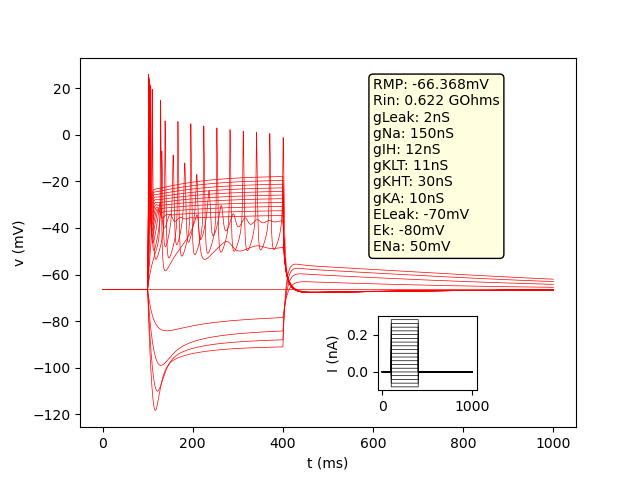 RMP: -66.368mV
Rin: 0.622 GOhms
gLeak: 2nS
gNa: 150nS
gIH: 12nS
gKLT: 11nS
gKHT: 30nS
gKA: 10nS
ELeak: -70mV
Ek: -80mV
ENa: 50mV
20
0
−20
−40
−60
−80
−100
−120
v (mV)
0.2
0.0
I (nA)
0 1000
0 200 400 600 800 1000
t (ms)